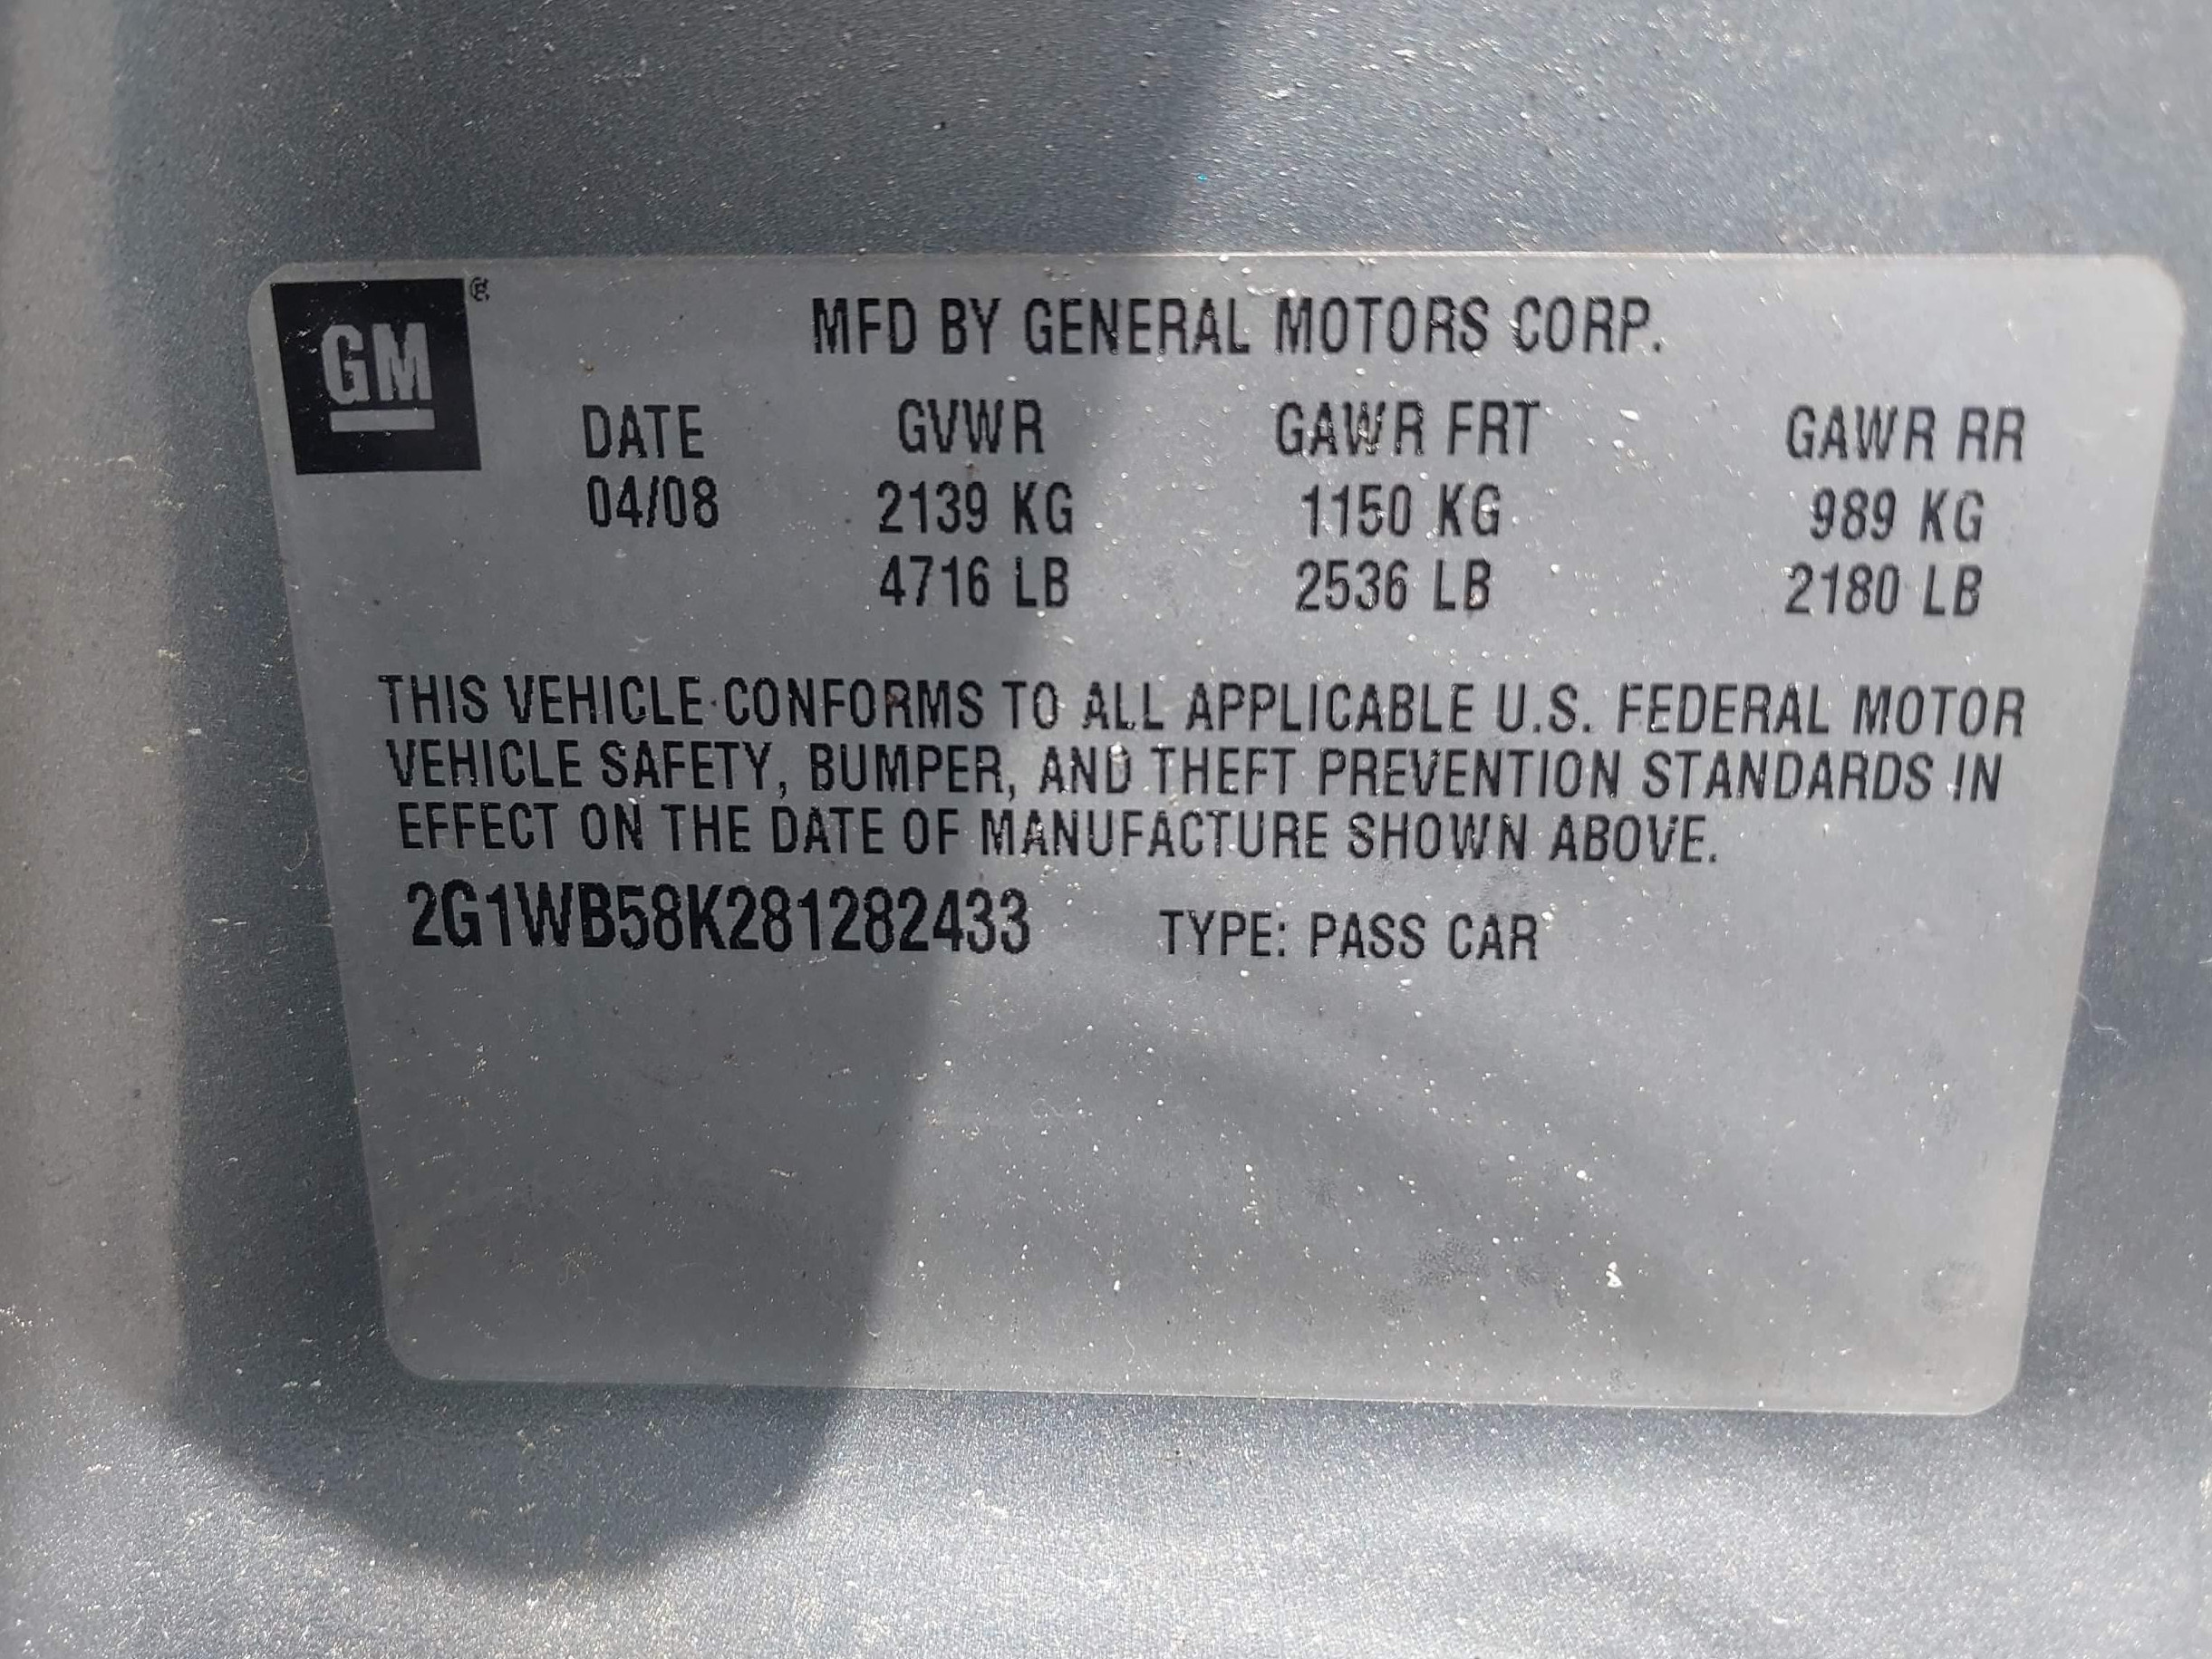 GM®
MFD BY GENERAL MOTORS CORP.
DATE GVWR GAWR FRT GAWR RR
04/08 2139 KG 1150 KG 989 KG
4716 LB 2536 LB 2180 LB
THIS VEHICLE CONFORMS TO ALL APPLICABLE U.S. FEDERAL MOTOR
VEHICLE SAFETY, BUMPER, AND THEFT PREVENTION STANDARDS IN
EFFECT ON THE DATE OF MANUFACTURE SHOWN ABOVE.
2G1WB58K281282433 TYPE: PASS CAR